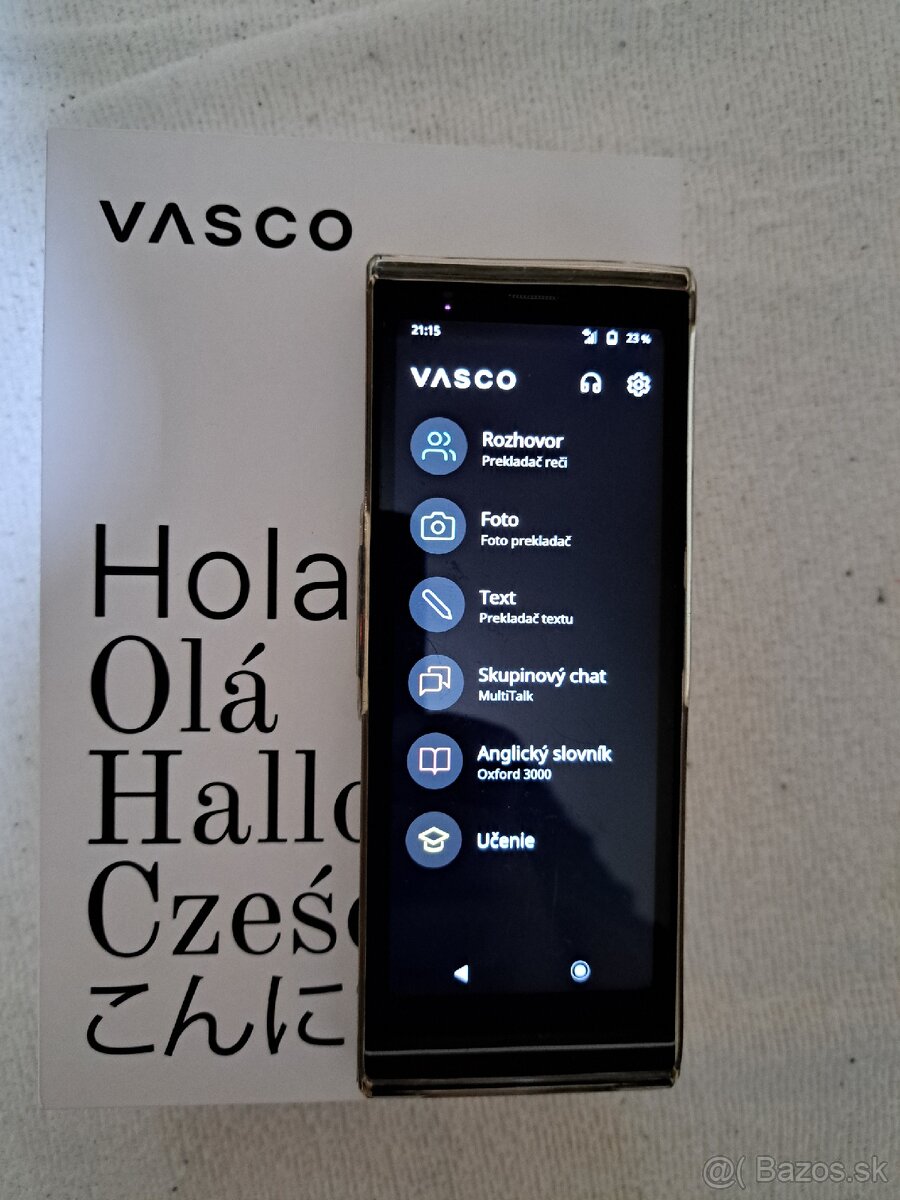 VASCO
Hola
Olá
Hallo
Cześ
こんに
21:15
23 %
VASCO
Rozhovor
Prekladač reči
Foto
Foto prekladač
Text
Prekladač textu
Skupinový chat
MultiTalk
Anglický slovník
Oxford 3000
Učenie
@( Bazos.sk